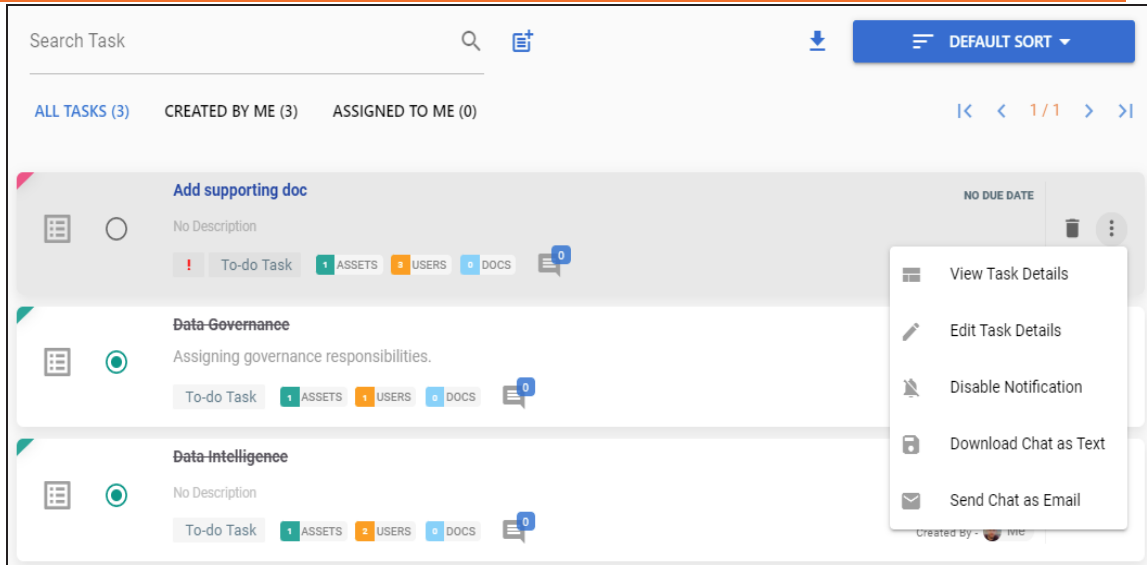 Search Task
DEFAULT SORT
ALL TASKS (3) CREATED BY ME (3) ASSIGNED TO ME (0)
1 / 1
Add supporting doc
NO DUE DATE
No Description
! To-do Task 1 ASSETS 3 USERS 0 DOCS 0
View Task Details
Edit Task Details
Disable Notification
Download Chat as Text
Send Chat as Email
Data Governance
Assigning governance responsibilities.
To-do Task 1 ASSETS 1 USERS 0 DOCS 0
Data Intelligence
No Description
To-do Task 1 ASSETS 2 USERS 0 DOCS 0
Created By - Me